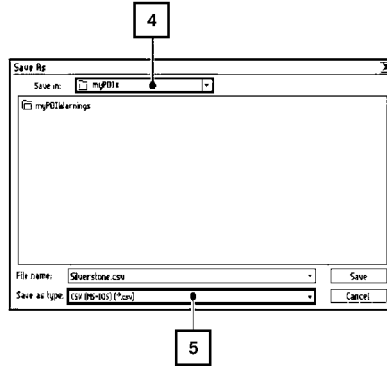 4
Save As
Save in: myPOIs
myPOIWarnings
File name: Silverstone.csv Save
Save as type: CSV (MS-DOS) (*.csv) Cancel
5